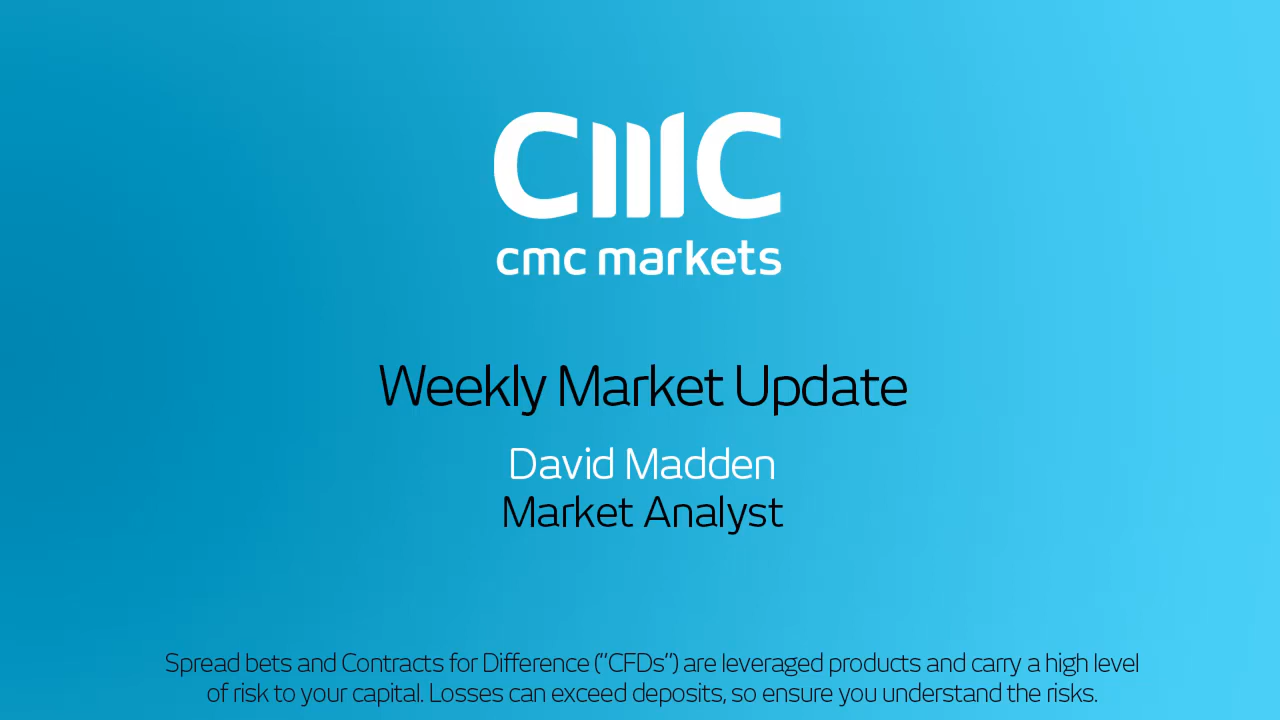 CMC
cmc markets
Weekly Market Update
David Madden
Market Analyst
Spread bets and Contracts for Difference ("CFDs") are leveraged products and carry a high level
of risk to your capital. Losses can exceed deposits, so ensure you understand the risks.